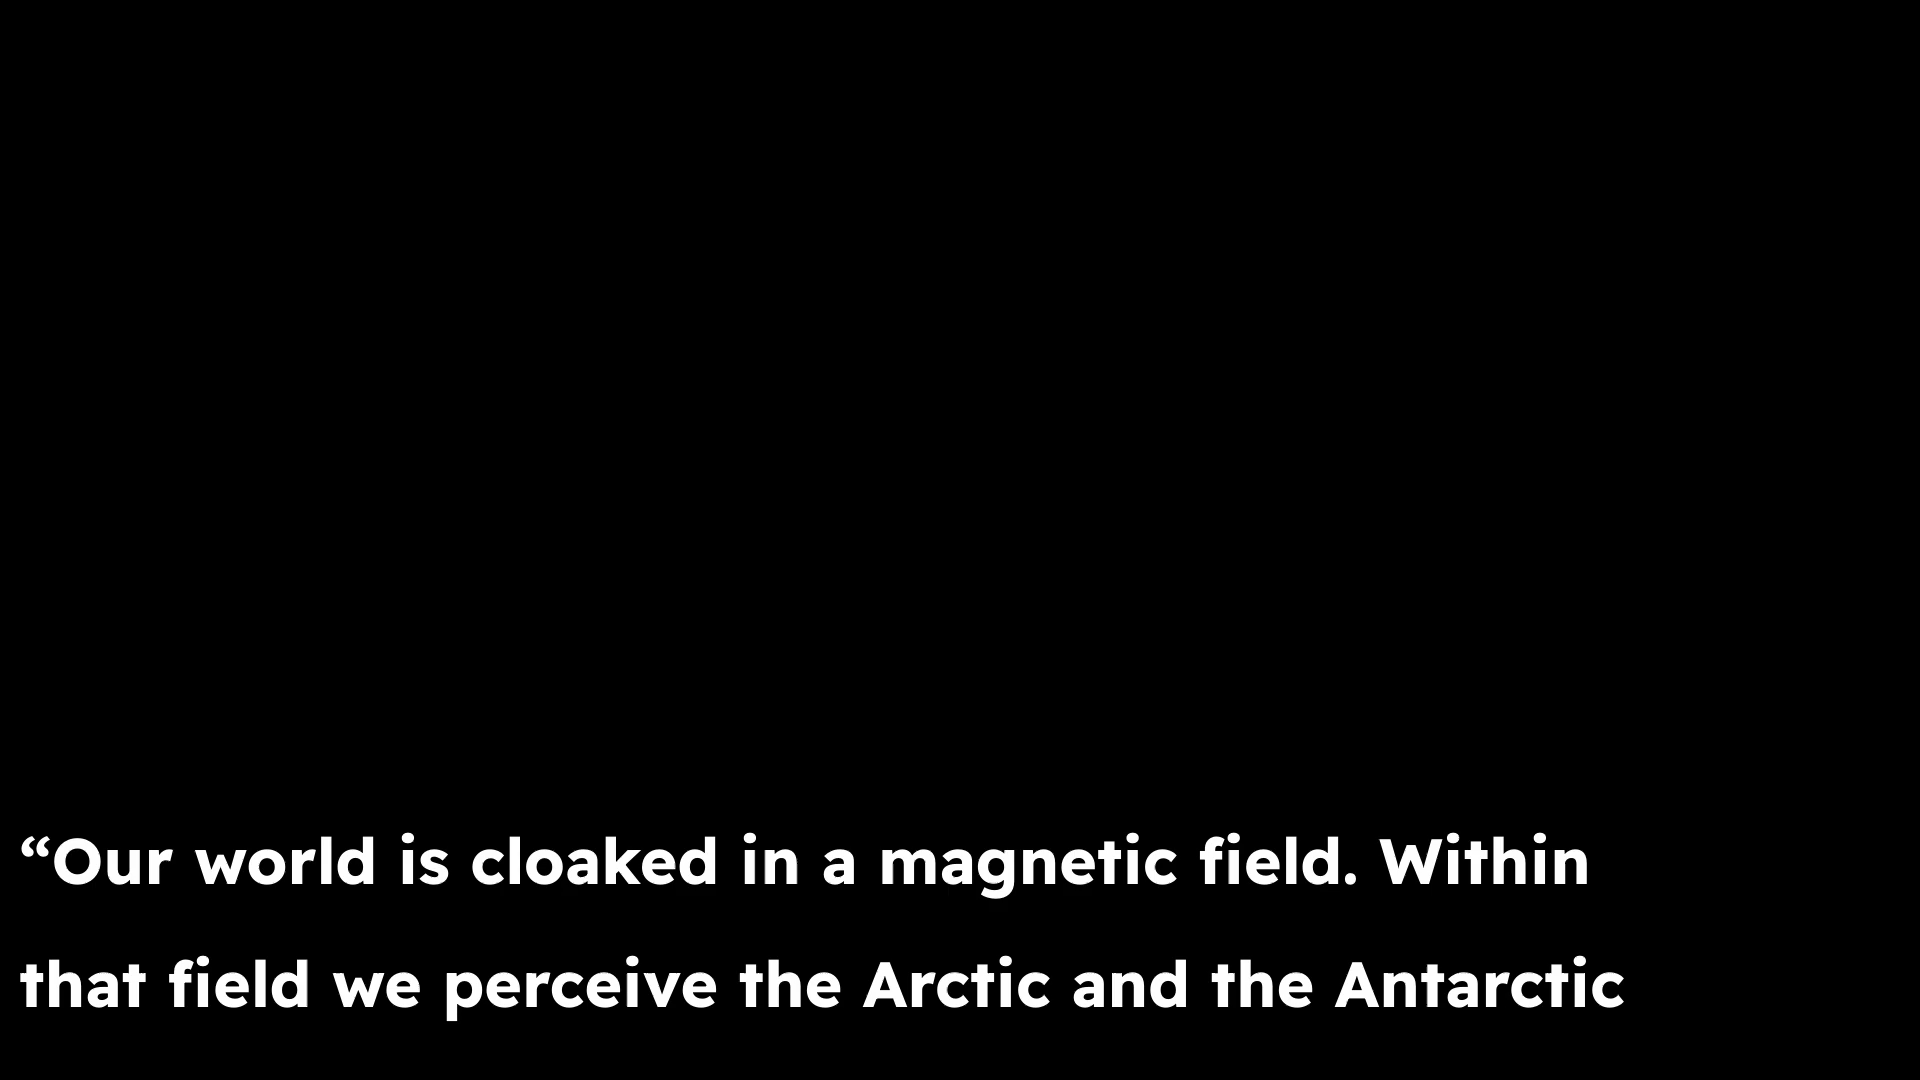 “Our world is cloaked in a magnetic field. Within
that field we perceive the Arctic and the Antarctic